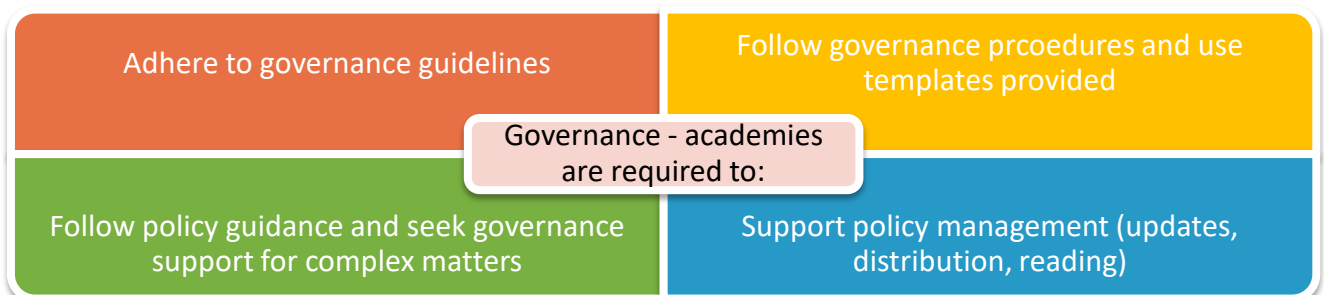 Adhere to governance guidelines
Follow governance prcoedures and use
templates provided
Governance - academies
are required to:
Follow policy guidance and seek governance
support for complex matters
Support policy management (updates,
distribution, reading)